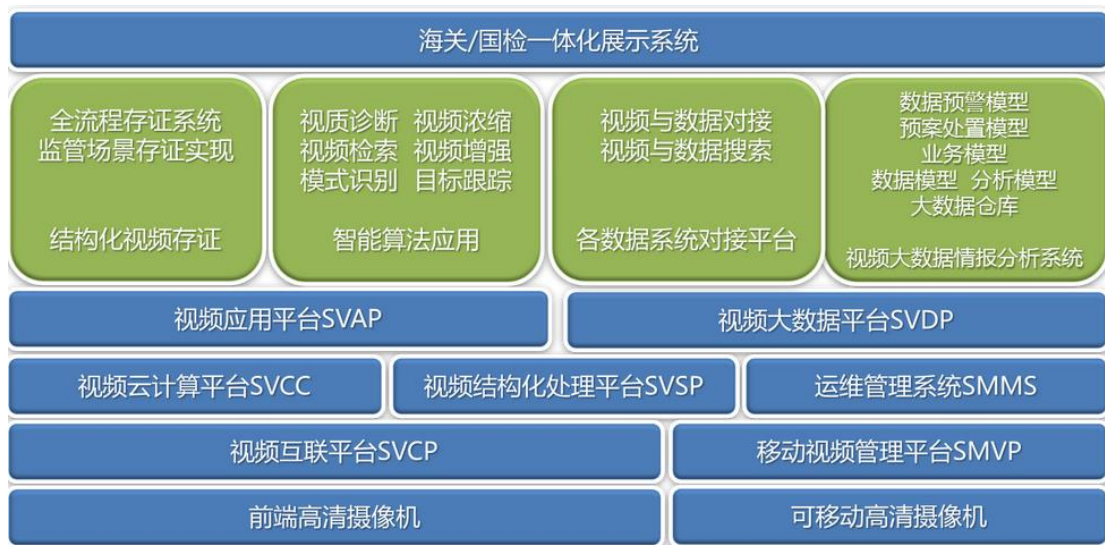 海关/国检一体化展示系统
全流程存证系统
监管场景存证实现
结构化视频存证
视质诊断 视频浓缩
视频检索 视频增强
模式识别 目标跟踪
智能算法应用
视频与数据对接
视频与数据搜索
各数据系统对接平台
数据预警模型
预案处置模型
业务模型
数据模型 分析模型
大数据仓库
视频大数据情报分析系统
视频应用平台SVAP
视频大数据平台SVDP
视频云计算平台SVCC
视频结构化处理平台SVSP
运维管理系统SMMS
视频互联平台SVCP
移动视频管理平台SMVP
前端高清摄像机
可移动高清摄像机